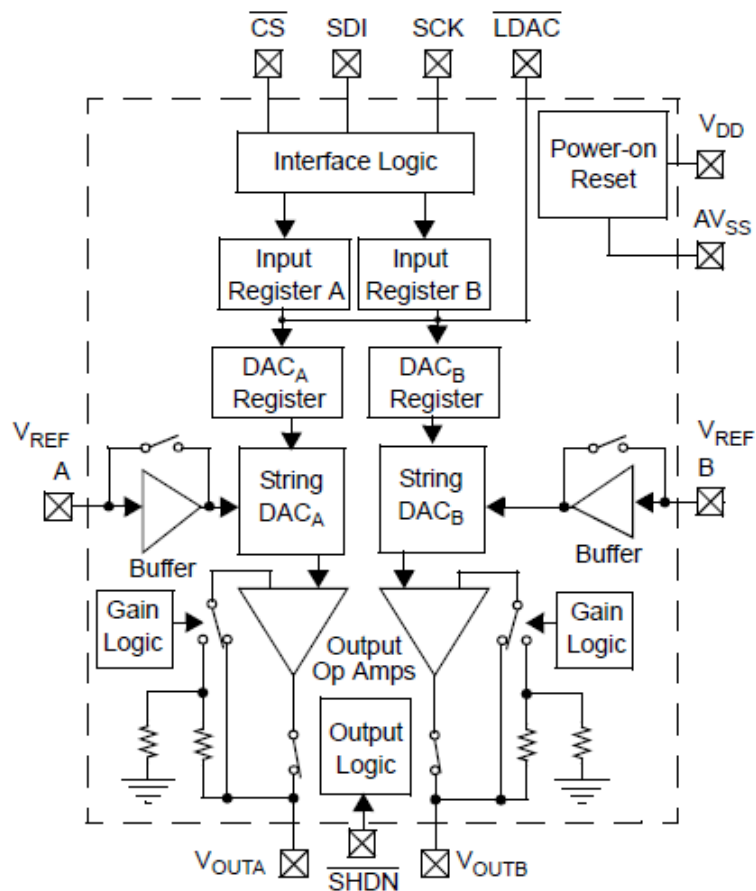 CS SDI SCK LDAC
Interface Logic
Power-on
Reset
VDD
AVSS
Input
Register A
Input
Register B
DACA
Register
DACB
Register
VREF
A
String
DACA
String
DACB
VREF
B
Buffer
Buffer
Gain
Logic
Output
Op Amps
Gain
Logic
Output
Logic
VOUTA
SHDN
VOUTB